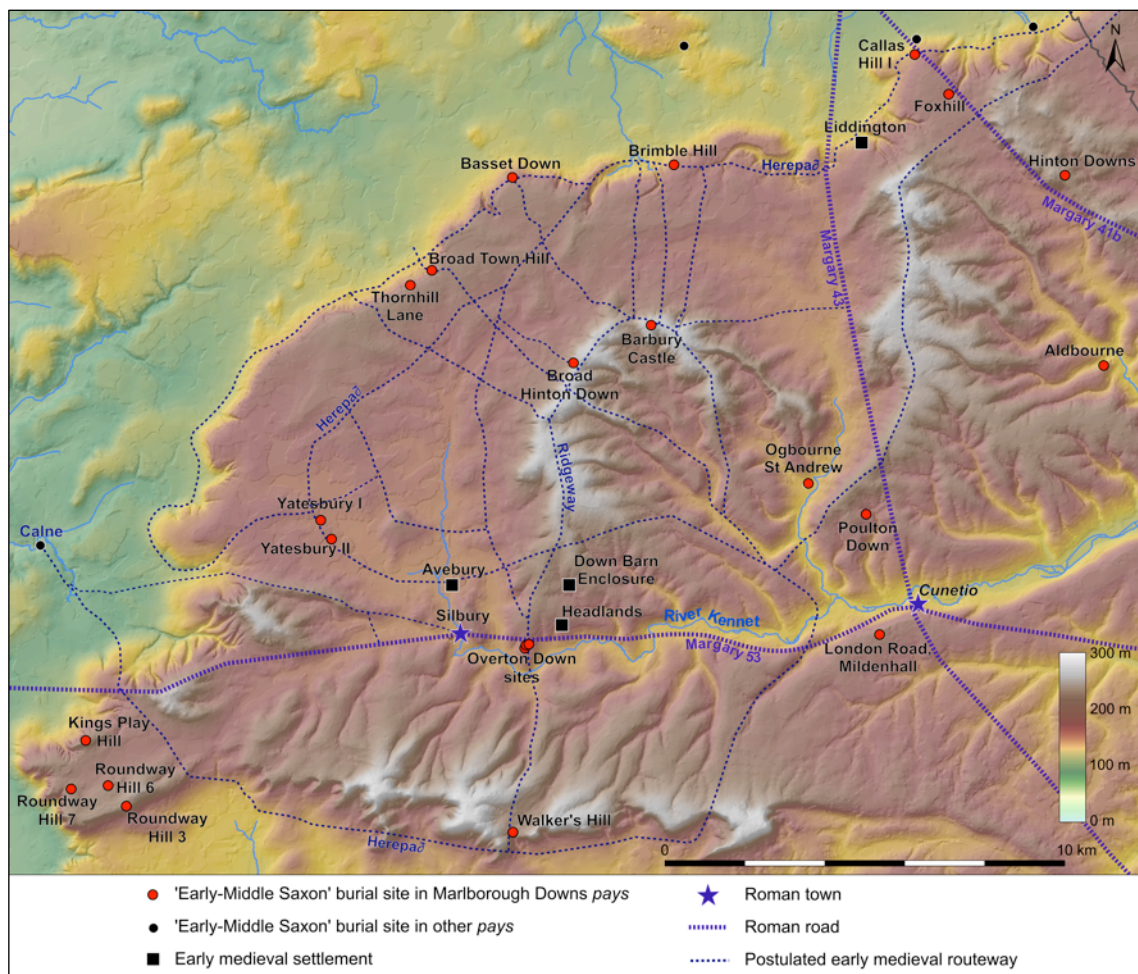 N
Callas
Hill I
Foxhill
Liddington
Brimble Hill
Herepað
Basset Down
Hinton Downs
Margary 41b
Margary 43
Broad Town Hill
Thornhill
Lane
Barbury
Castle
Broad
Hinton Down
Aldbourne
Herepað
Ridgeway
Ogbourne
St Andrew
Yatesbury I
Yatesbury II
Poulton
Down
Calne
Avebury
Down Barn
Enclosure
Silbury
Headlands
River Kennet
Cunetio
Overton Down
sites
Margary 53
London Road,
Mildenhall
300 m
200 m
100 m
0 m
Kings Play
Hill
Roundway
Hill 6
Roundway
Hill 7
Roundway
Hill 3
Walker's Hill
Herepað
0
10 km
'Early-Middle Saxon' burial site in Marlborough Downs pays
Roman town
'Early-Middle Saxon' burial site in other pays
Roman road
Early medieval settlement
Postulated early medieval routeway